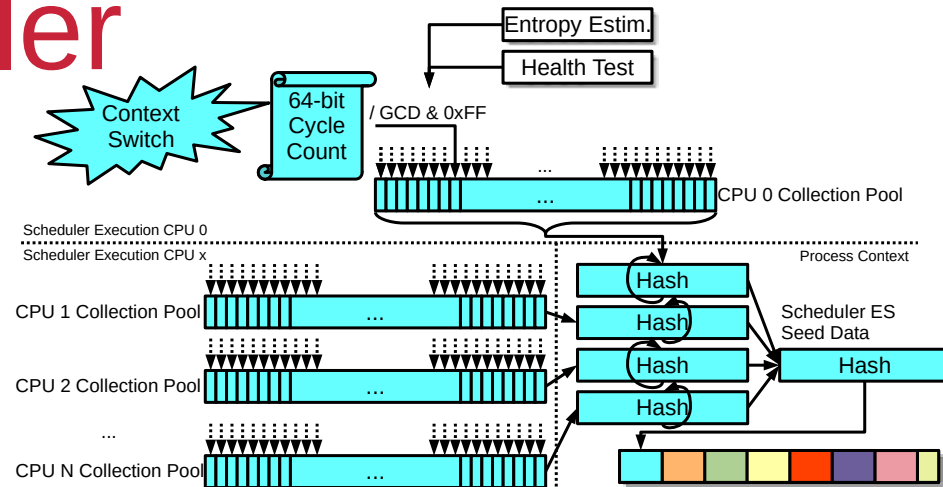 Entropy Estim.
Health Test
Context
Switch
64-bit
Cycle
Count
/ GCD & 0xFF
...
...
CPU 0 Collection Pool
Scheduler Execution CPU 0
Scheduler Execution CPU x
Process Context
Hash
CPU 1 Collection Pool
...
Hash
Scheduler ES
Seed Data
CPU 2 Collection Pool
...
Hash
Hash
...
Hash
CPU N Collection Pool
...